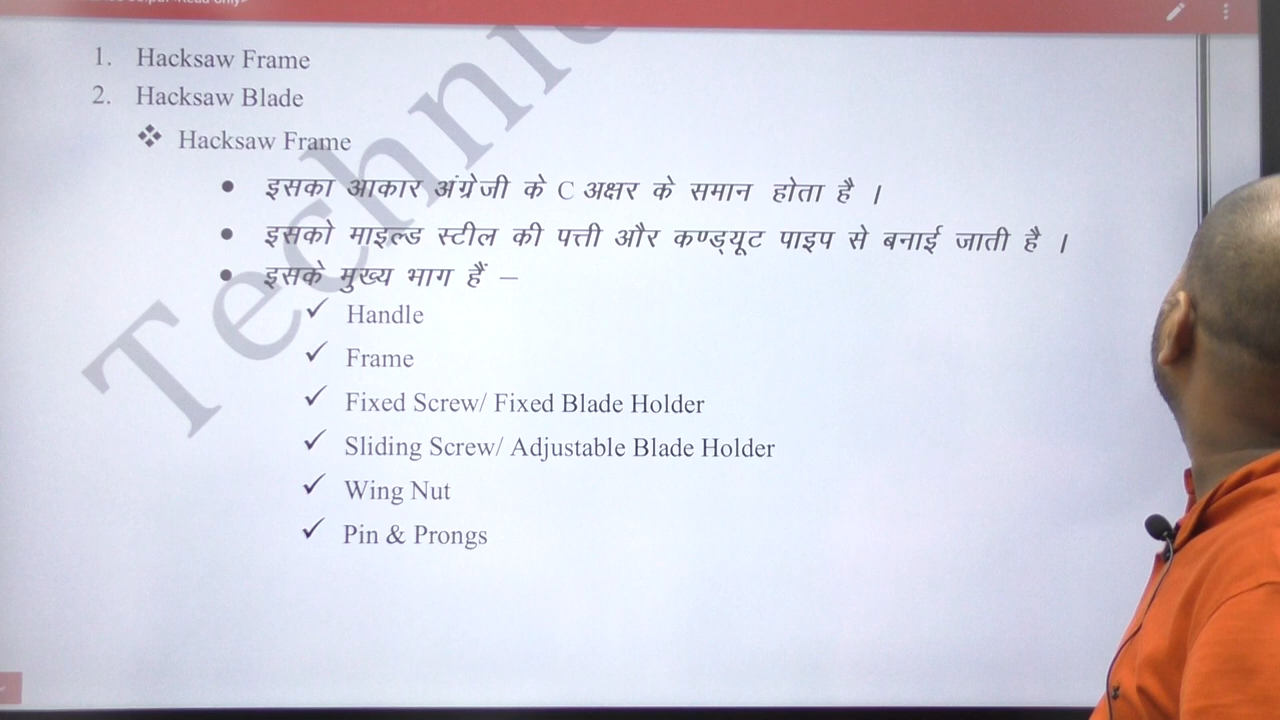 1. Hacksaw Frame
2. Hacksaw Blade
❖ Hacksaw Frame
• इसका आकार अंग्रेजी के C अक्षर के समान होता है ।
• इसको माइल्ड स्टील की पत्ती और कण्ड्यूट पाइप से बनाई जाती है ।
• इसके मुख्य भाग हैं –
✓ Handle
✓ Frame
✓ Fixed Screw/ Fixed Blade Holder
✓ Sliding Screw/ Adjustable Blade Holder
✓ Wing Nut
✓ Pin & Prongs
Techni